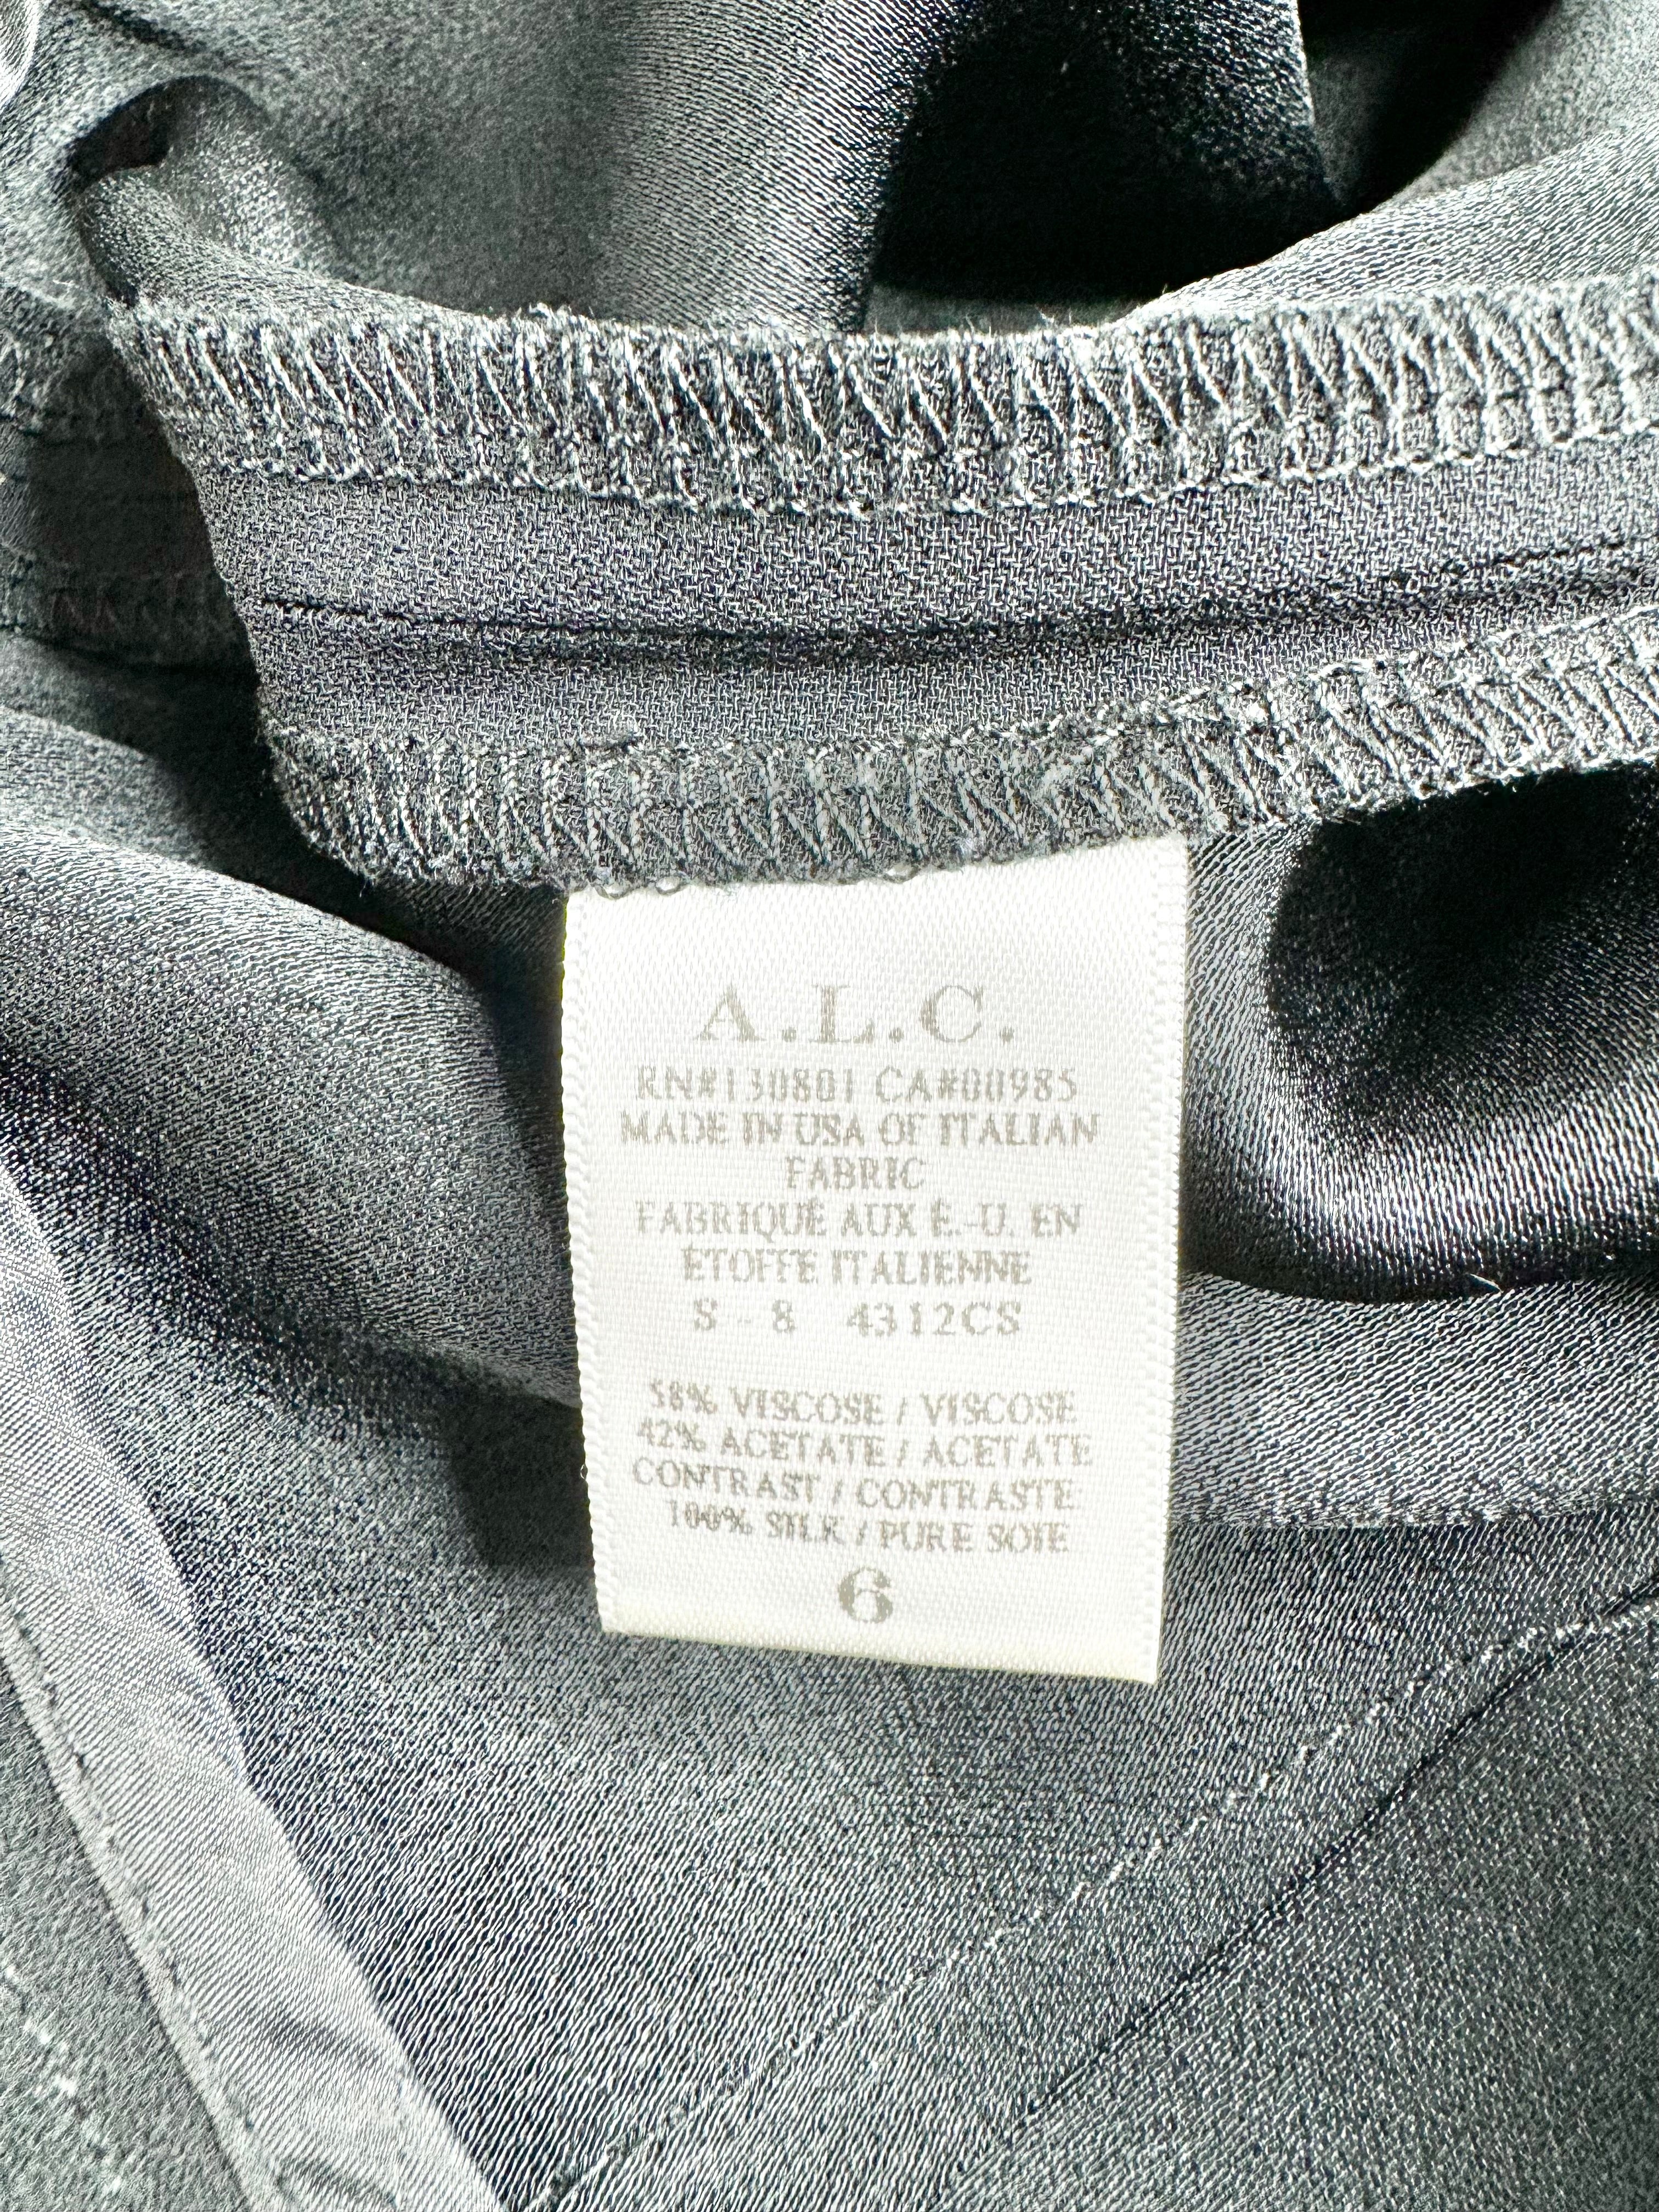 A.L.C.
RN#130801 CA#00985
MADE IN USA OF ITALIAN
FABRIC
FABRIQUÉ AUX É.-U. EN
ÉTOFFE ITALIENNE
S - 8 4312CS
58% VISCOSE / VISCOSE
42% ACETATE / ACETATE
CONTRAST / CONTRASTE
100% SILK / PURE SOIE
6